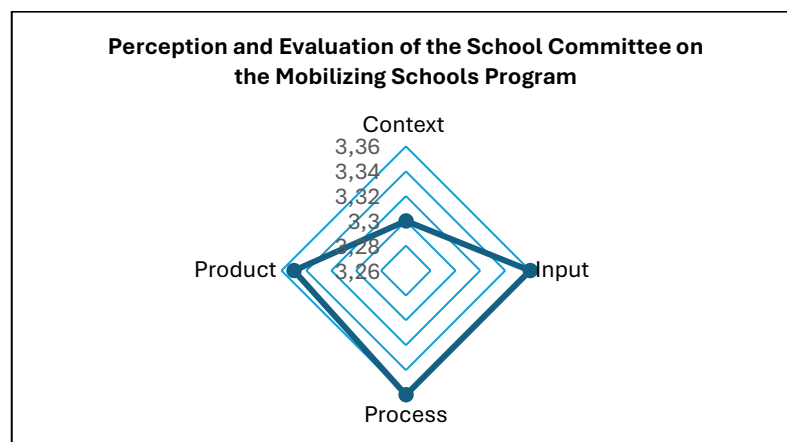 Perception and Evaluation of the School Committee on
the Mobilizing Schools Program
Context
3,36
3,34
3,32
3,3
3,28
3,26
Product
Input
Process